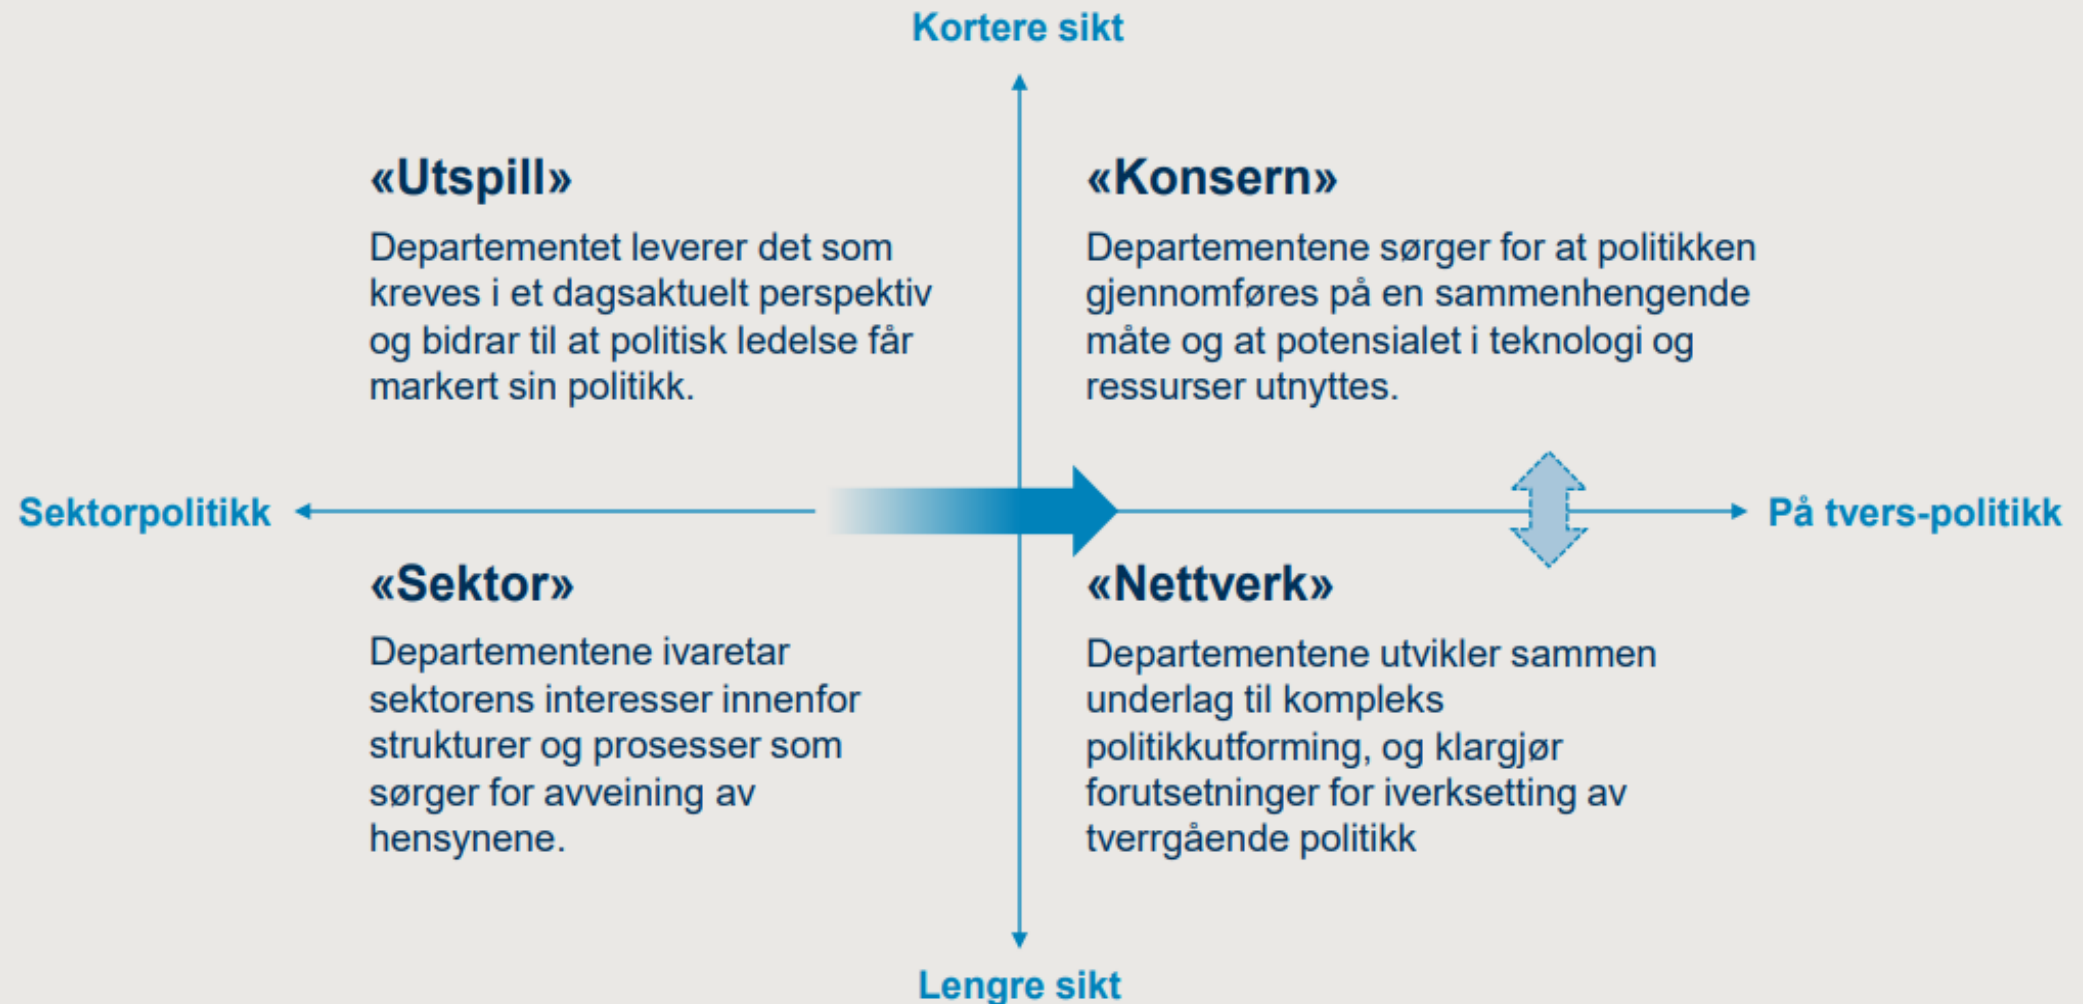 Kortere sikt
«Utspill»
Departementet leverer det som
kreves i et dagsaktuelt perspektiv
og bidrar til at politisk ledelse får
markert sin politikk.
«Konsern»
Departementene sørger for at politikken
gjennomføres på en sammenhengende
måte og at potensialet i teknologi og
ressurser utnyttes.
Sektorpolitikk
På tvers-politikk
«Sektor»
Departementene ivaretar
sektorens interesser innenfor
strukturer og prosesser som
sørger for avveining av
hensynene.
«Nettverk»
Departementene utvikler sammen
underlag til kompleks
politikkutforming, og klargjør
forutsetninger for iverksetting av
tverrgående politikk
Lengre sikt